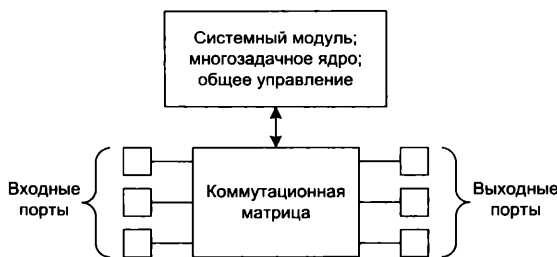 Системный модуль;
многозадачное ядро;
общее управление
Входные
порты
Коммутационная
матрица
Выходные
порты